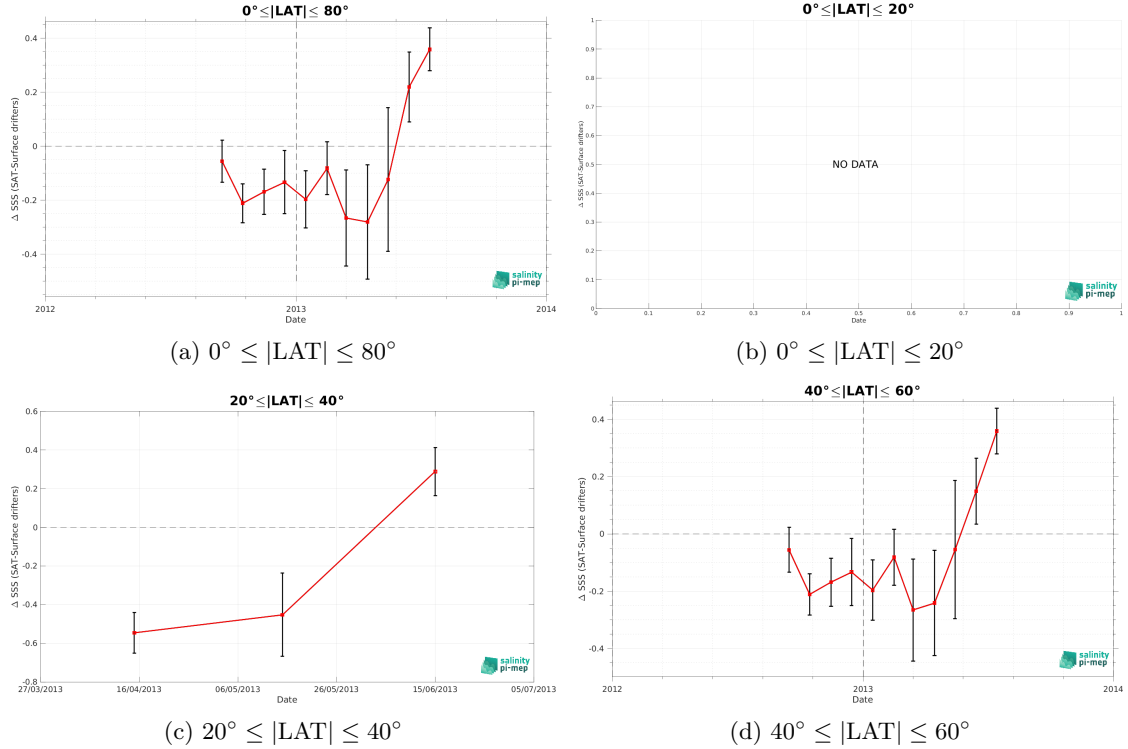 0°≤|LAT|≤ 80°
Δ SSS (SAT-Surface drifters)
0.4
0.2
0
-0.2
-0.4
2012
2013
2014
Date
salinity
pi-mep
(a) 0° ≤ |LAT| ≤ 80°
0°≤|LAT|≤ 20°
Δ SSS (SAT-Surface drifters)
1
0.9
0.8
0.7
0.6
0.5
0.4
0.3
0.2
0.1
0
NO DATA
0
0.1
0.2
0.3
0.4
0.5
0.6
0.7
0.8
0.9
1
Date
salinity
pi-mep
(b) 0° ≤ |LAT| ≤ 20°
20°≤|LAT|≤ 40°
Δ SSS (SAT-Surface drifters)
0.6
0.4
0.2
0
-0.2
-0.4
-0.6
-0.8
27/03/2013
16/04/2013
06/05/2013
26/05/2013
15/06/2013
05/07/2013
Date
salinity
pi-mep
(c) 20° ≤ |LAT| ≤ 40°
40°≤|LAT|≤ 60°
Δ SSS (SAT-Surface drifters)
0.4
0.2
0
-0.2
-0.4
2012
2013
2014
Date
salinity
pi-mep
(d) 40° ≤ |LAT| ≤ 60°